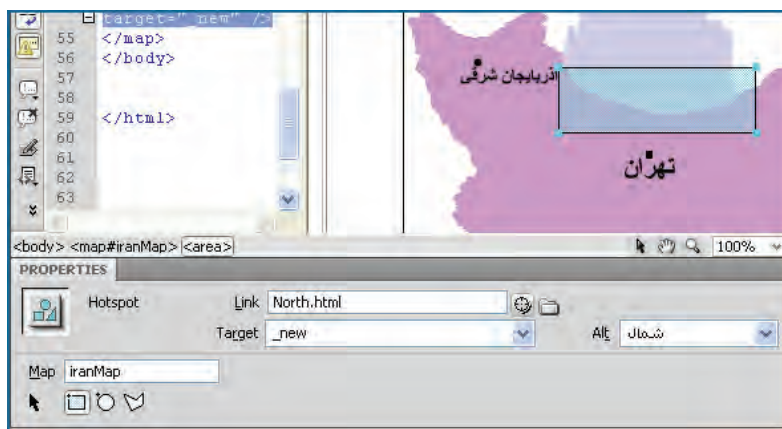 target="_new" />
55 </map>
56 </body>
57
58
59 </html>
60
61
62
63
آذربایجان شرقی
تهران
<body> <map#iranMap> <area>
100%
PROPERTIES
Hotspot
Link North.html
Target _new
Alt شمال
Map iranMap